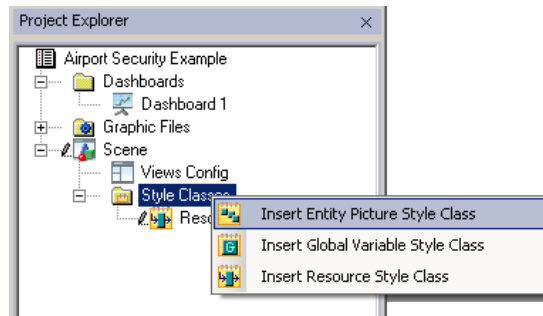 Project Explorer
Airport Security Example
Dashboards
Dashboard 1
Graphic Files
Scene
Views Config
Style Classes
Insert Entity Picture Style Class
Insert Global Variable Style Class
Insert Resource Style Class